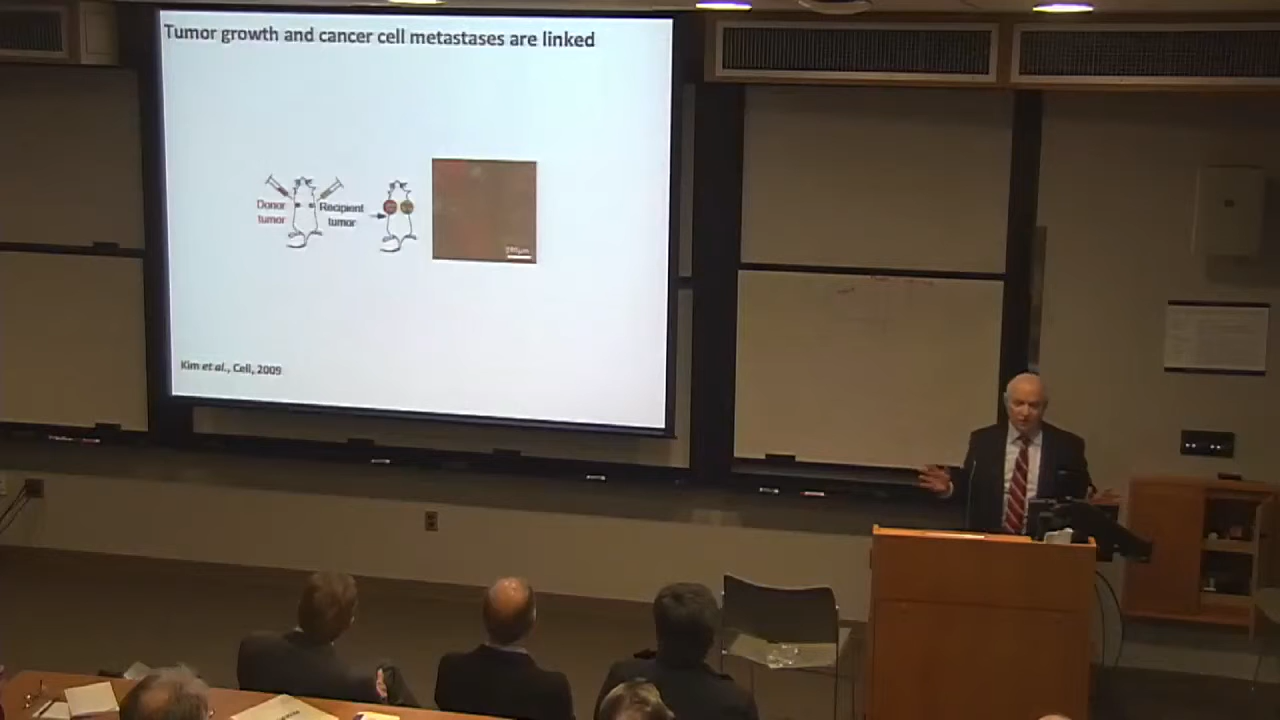 Tumor growth and cancer cell metastases are linked
Donor
tumor
Recipient
tumor
Kim et al., Cell, 2009